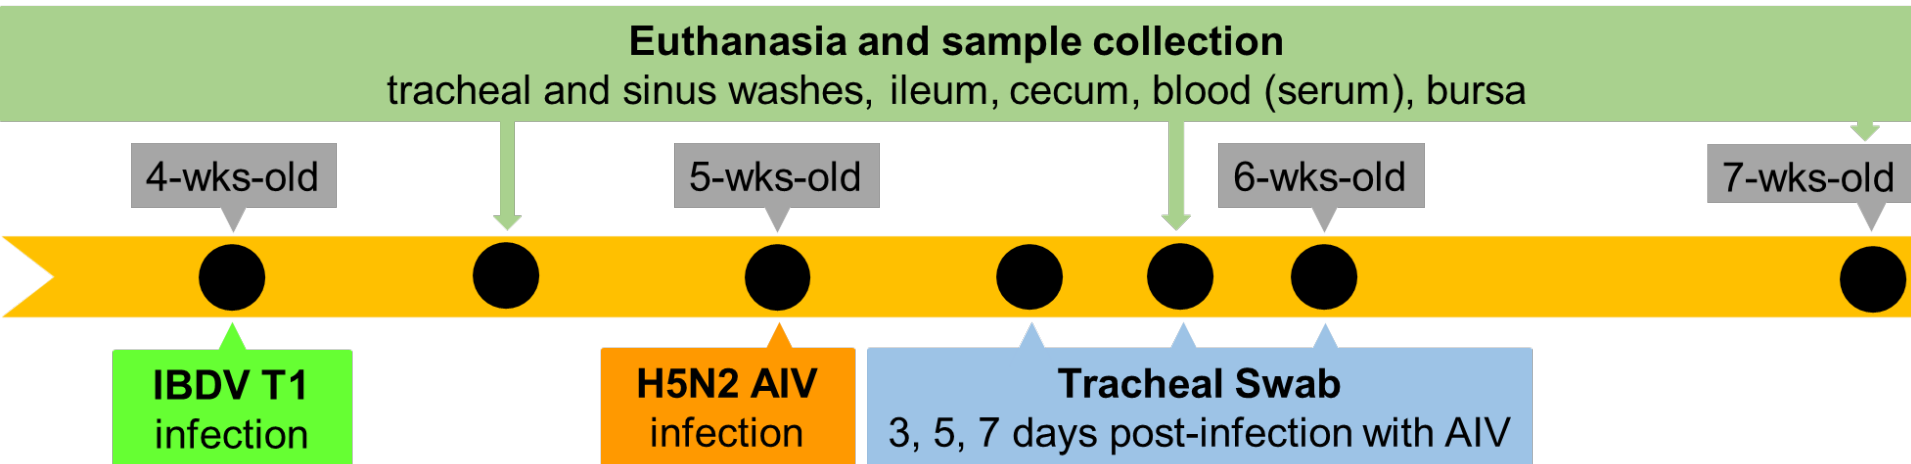 Euthanasia and sample collection
tracheal and sinus washes, ileum, cecum, blood (serum), bursa
4-wks-old
5-wks-old
6-wks-old
7-wks-old
IBDV T1
infection
H5N2 AIV
infection
Tracheal Swab
3, 5, 7 days post-infection with AIV